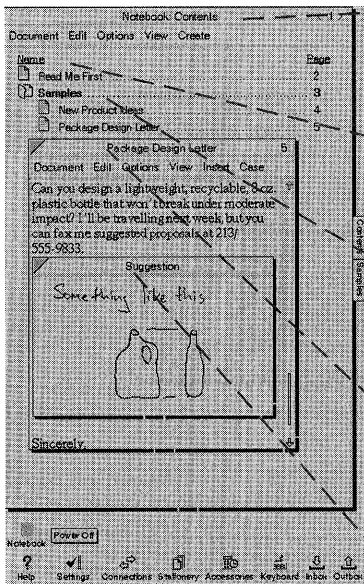 Notebook Contents 1
Document Edit Options View Create
Name Page
Read Me First 2
Samples 3
New Product Ideas 4
Package Design Letter 5
Package Design Letter 5
Document Edit Options View Insert Case
Can you design a lightweight, recyclable, 8 oz.
plastic bottle that won't break under moderate
impact? I'll be travelling next week, but you
can fax me suggested proposals at 213/
555-9833.
Suggestion
Something like this
Sincerely,
Contents
Samples
Notebook
Power Off
Help Settings Connections Stationery Accessories Keyboard Inbox